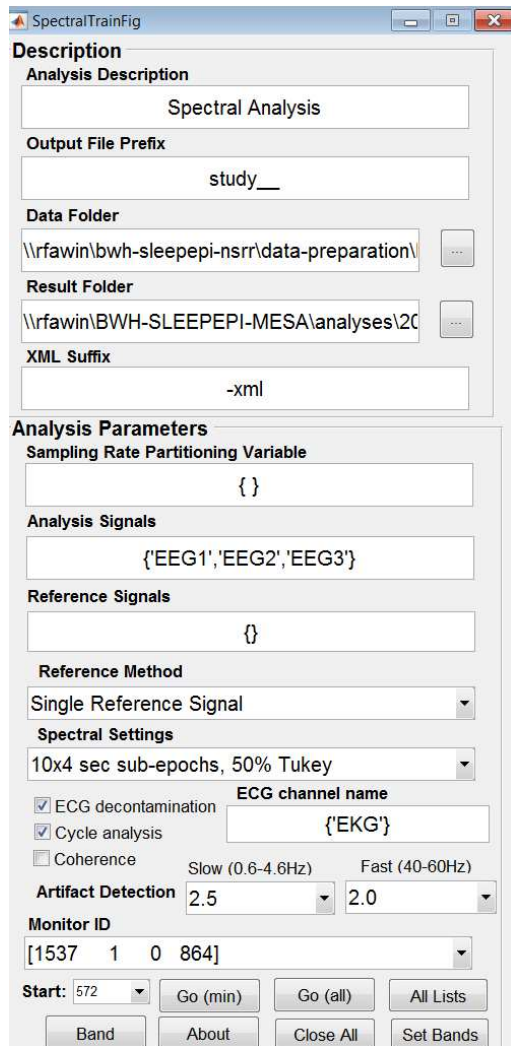 SpectralTrainFig
Description
Analysis Description
Spectral Analysis
Output File Prefix
study__
Data Folder
\\rfawin\bwh-sleepepi-nsrr\data-preparation\
...
Result Folder
\\rfawin\BWH-SLEEPEPI-MESA\analyses\20
...
XML Suffix
-xml
Analysis Parameters
Sampling Rate Partitioning Variable
{ }
Analysis Signals
{'EEG1','EEG2','EEG3'}
Reference Signals
{}
Reference Method
Single Reference Signal
Spectral Settings
10x4 sec sub-epochs, 50% Tukey
ECG decontamination
ECG channel name
Cycle analysis
{'EKG'}
Coherence
Slow (0.6-4.6Hz) Fast (40-60Hz)
Artifact Detection 2.5 2.0
Monitor ID
[1537 1 0 864]
Start: 572 Go (min) Go (all) All Lists
Band About Close All Set Bands